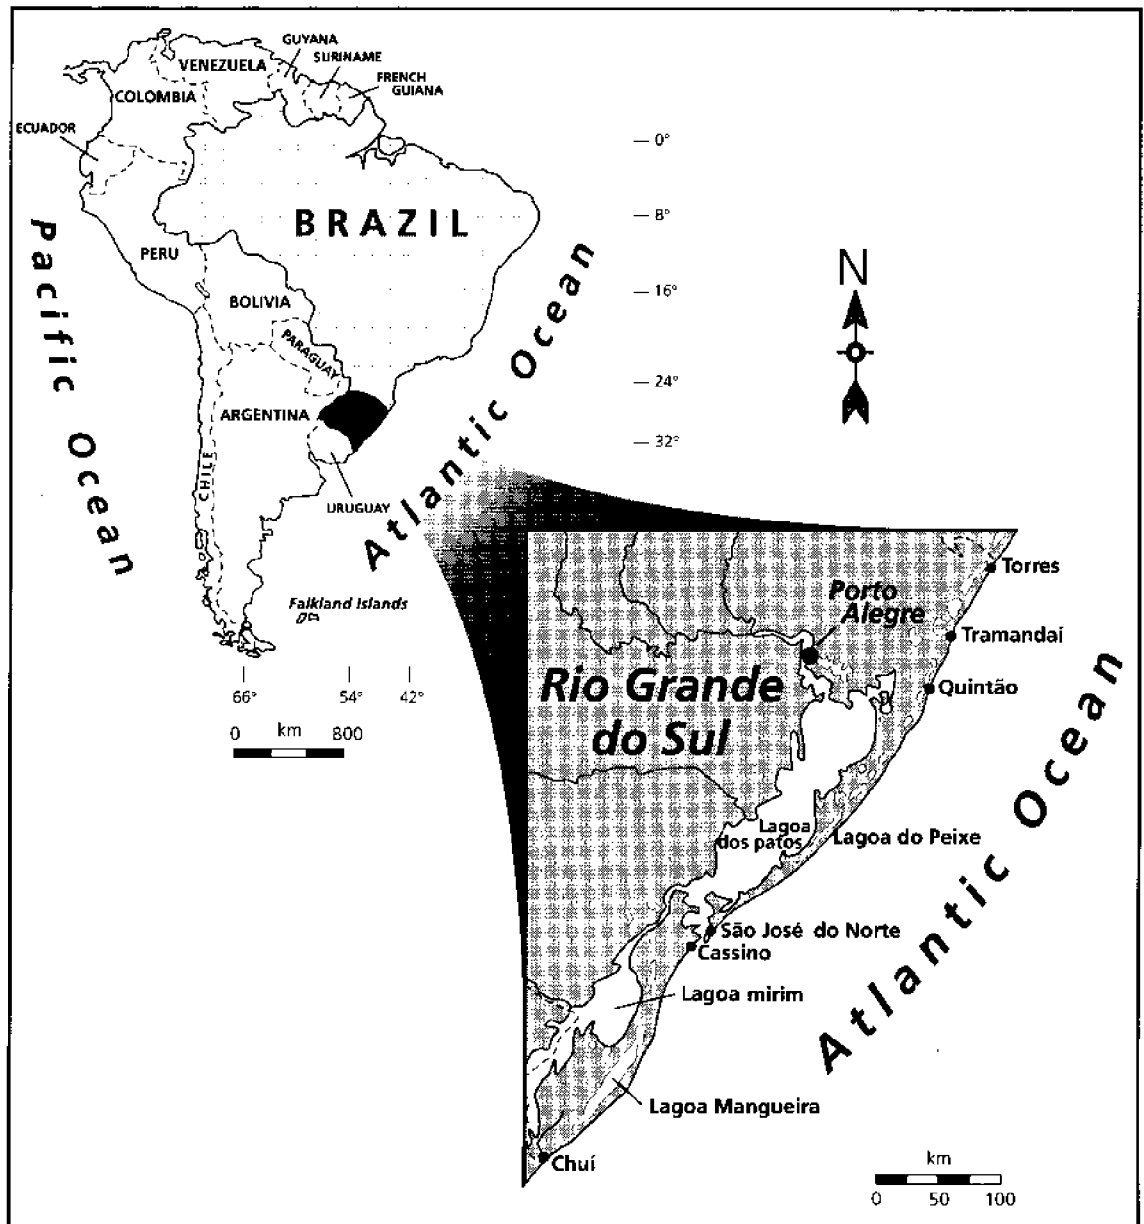 GUYANA
SURINAME
VENEZUELA
FRENCH
GUIANA
COLOMBIA
ECUADOR
0°
BRAZIL
8°
PERU
16°
BOLIVIA
PARAGUAY
24°
ARGENTINA
32°
CHILE
URUGUAY
Pacific Ocean
Atlantic Ocean
N
Falkland Islands
66°
54°
42°
0 km 800
Torres
Porto
Alegre
Tramandaí
Rio Grande
do Sul
Quintão
Lagoa
dos patos
Lagoa do Peixe
São José do Norte
Cassino
Lagoa mirim
Atlantic Ocean
Lagoa Mangueira
Chuí
km
0 50 100